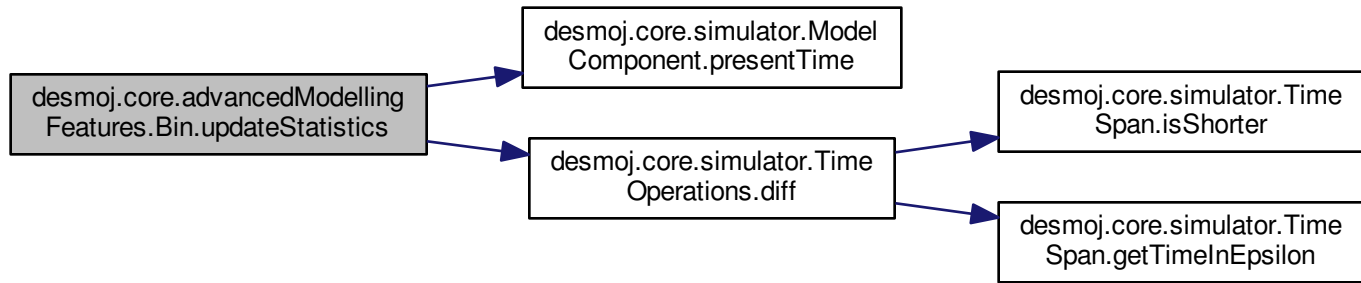 desmoj.core.advancedModelling
Features.Bin.updateStatistics
desmoj.core.simulator.Model
Component.presentTime
desmoj.core.simulator.Time
Operations.diff
desmoj.core.simulator.Time
Span.isShorter
desmoj.core.simulator.Time
Span.getTimeInEpsilon